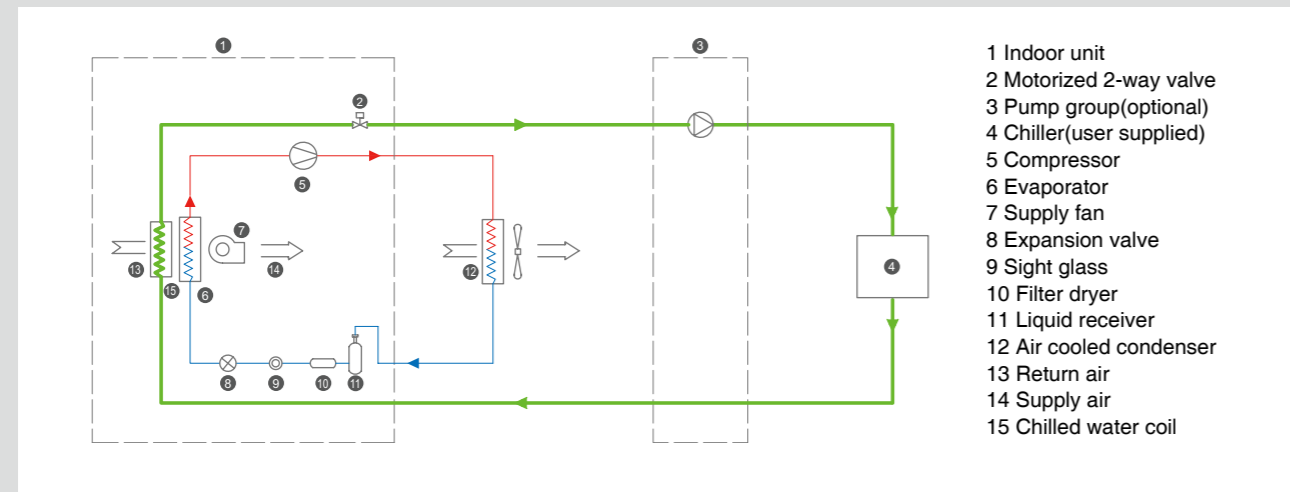 1
3
1 Indoor unit
2 Motorized 2-way valve
3 Pump group(optional)
4 Chiller(user supplied)
5 Compressor
6 Evaporator
7 Supply fan
8 Expansion valve
9 Sight glass
10 Filter dryer
11 Liquid receiver
12 Air cooled condenser
13 Return air
14 Supply air
15 Chilled water coil
2
5
7
13
14
12
4
15
6
8
9
10
11